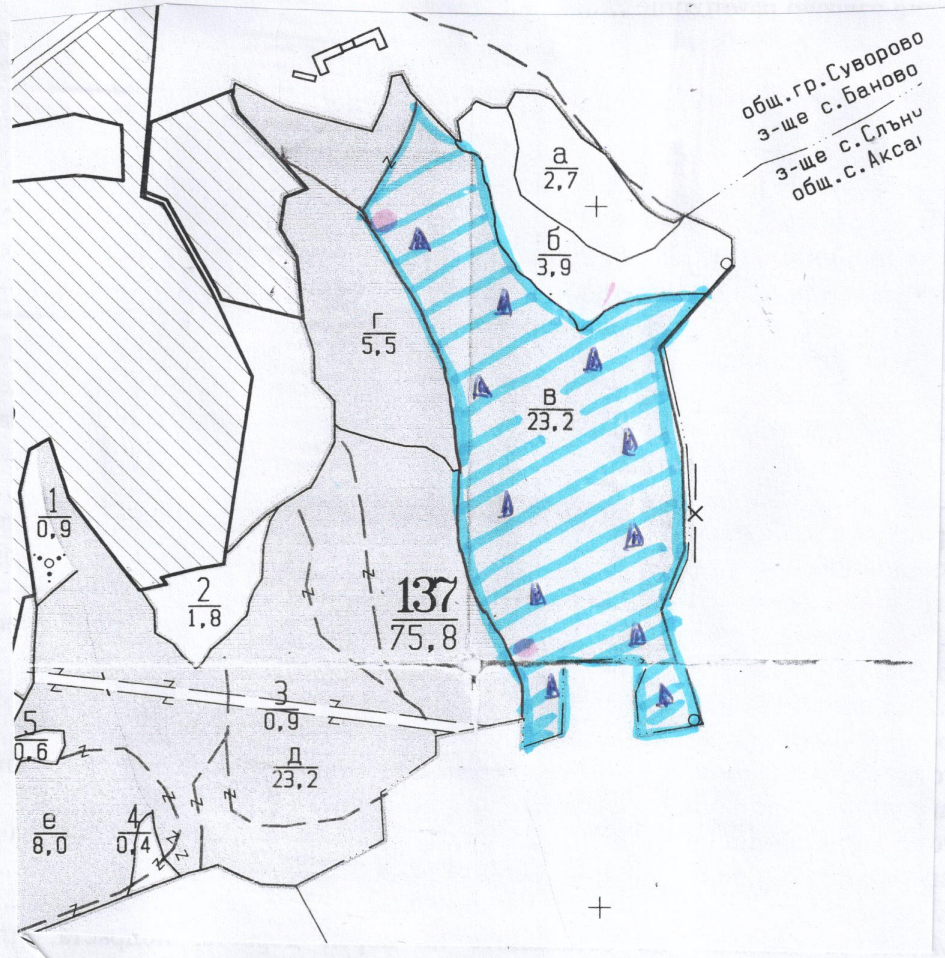 общ.гр.Суворово
з-ще с.Баново
з-ще с.Слънч
общ.с.Акса
а
2,7
б
3,9
г
5,5
в
23,2
1
0,9
2
1,8
137
75,8
3
0,9
5
0,6
д
23,2
е
8,0
4
0,4